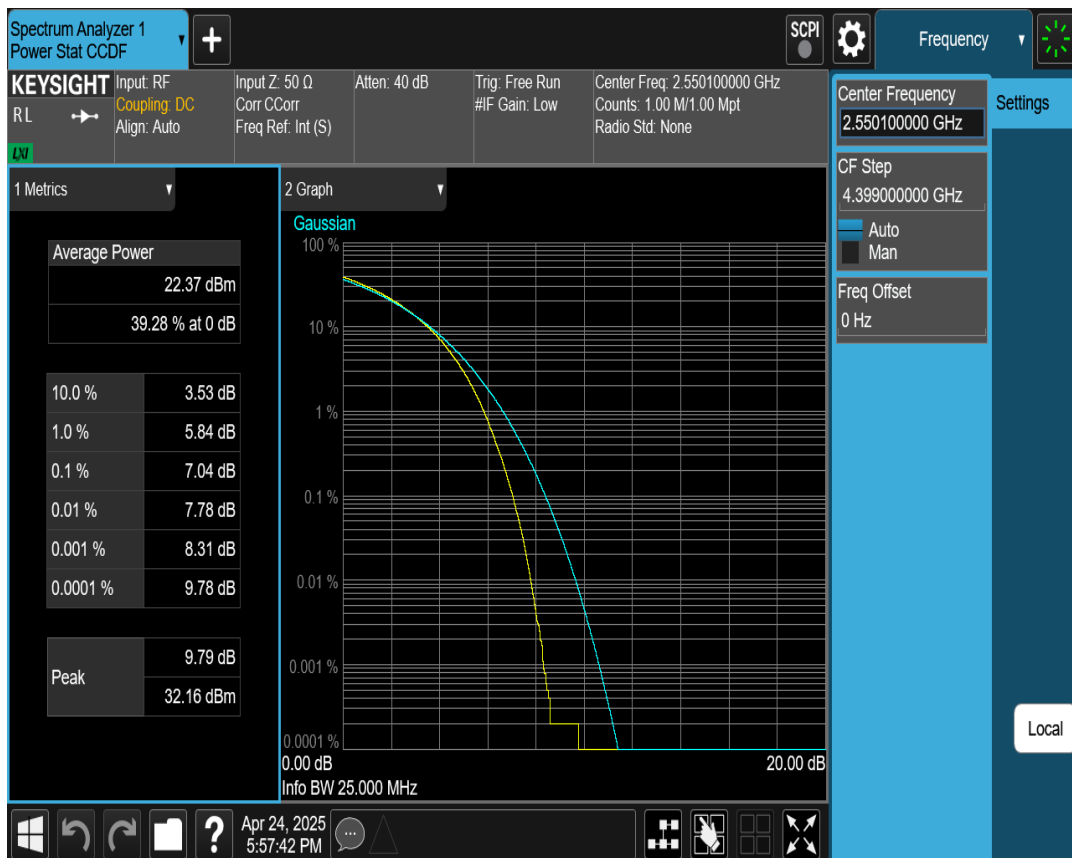 Spectrum Analyzer 1
Power Stat CCDF
+
SCPI
Frequency
KEYSIGHT
RL
LXI
Input: RF
Coupling: DC
Align: Auto
Input Z: 50 Ω
Corr CCorr
Freq Ref: Int (S)
Atten: 40 dB
Trig: Free Run
#IF Gain: Low
Center Freq: 2.550100000 GHz
Counts: 1.00 M/1.00 Mpt
Radio Std: None
Center Frequency
2.550100000 GHz
Settings
CF Step
4.399000000 GHz
Auto
Man
Freq Offset
0 Hz
1 Metrics
Average Power
22.37 dBm
39.28 % at 0 dB
10.0 % 3.53 dB
1.0 % 5.84 dB
0.1 % 7.04 dB
0.01 % 7.78 dB
0.001 % 8.31 dB
0.0001 % 9.78 dB
Peak
9.79 dB
32.16 dBm
2 Graph
Gaussian
100 %
10 %
1 %
0.1 %
0.01 %
0.001 %
0.0001 %
0.00 dB 20.00 dB
Info BW 25.000 MHz
Local
?
Apr 24, 2025
5:57:42 PM